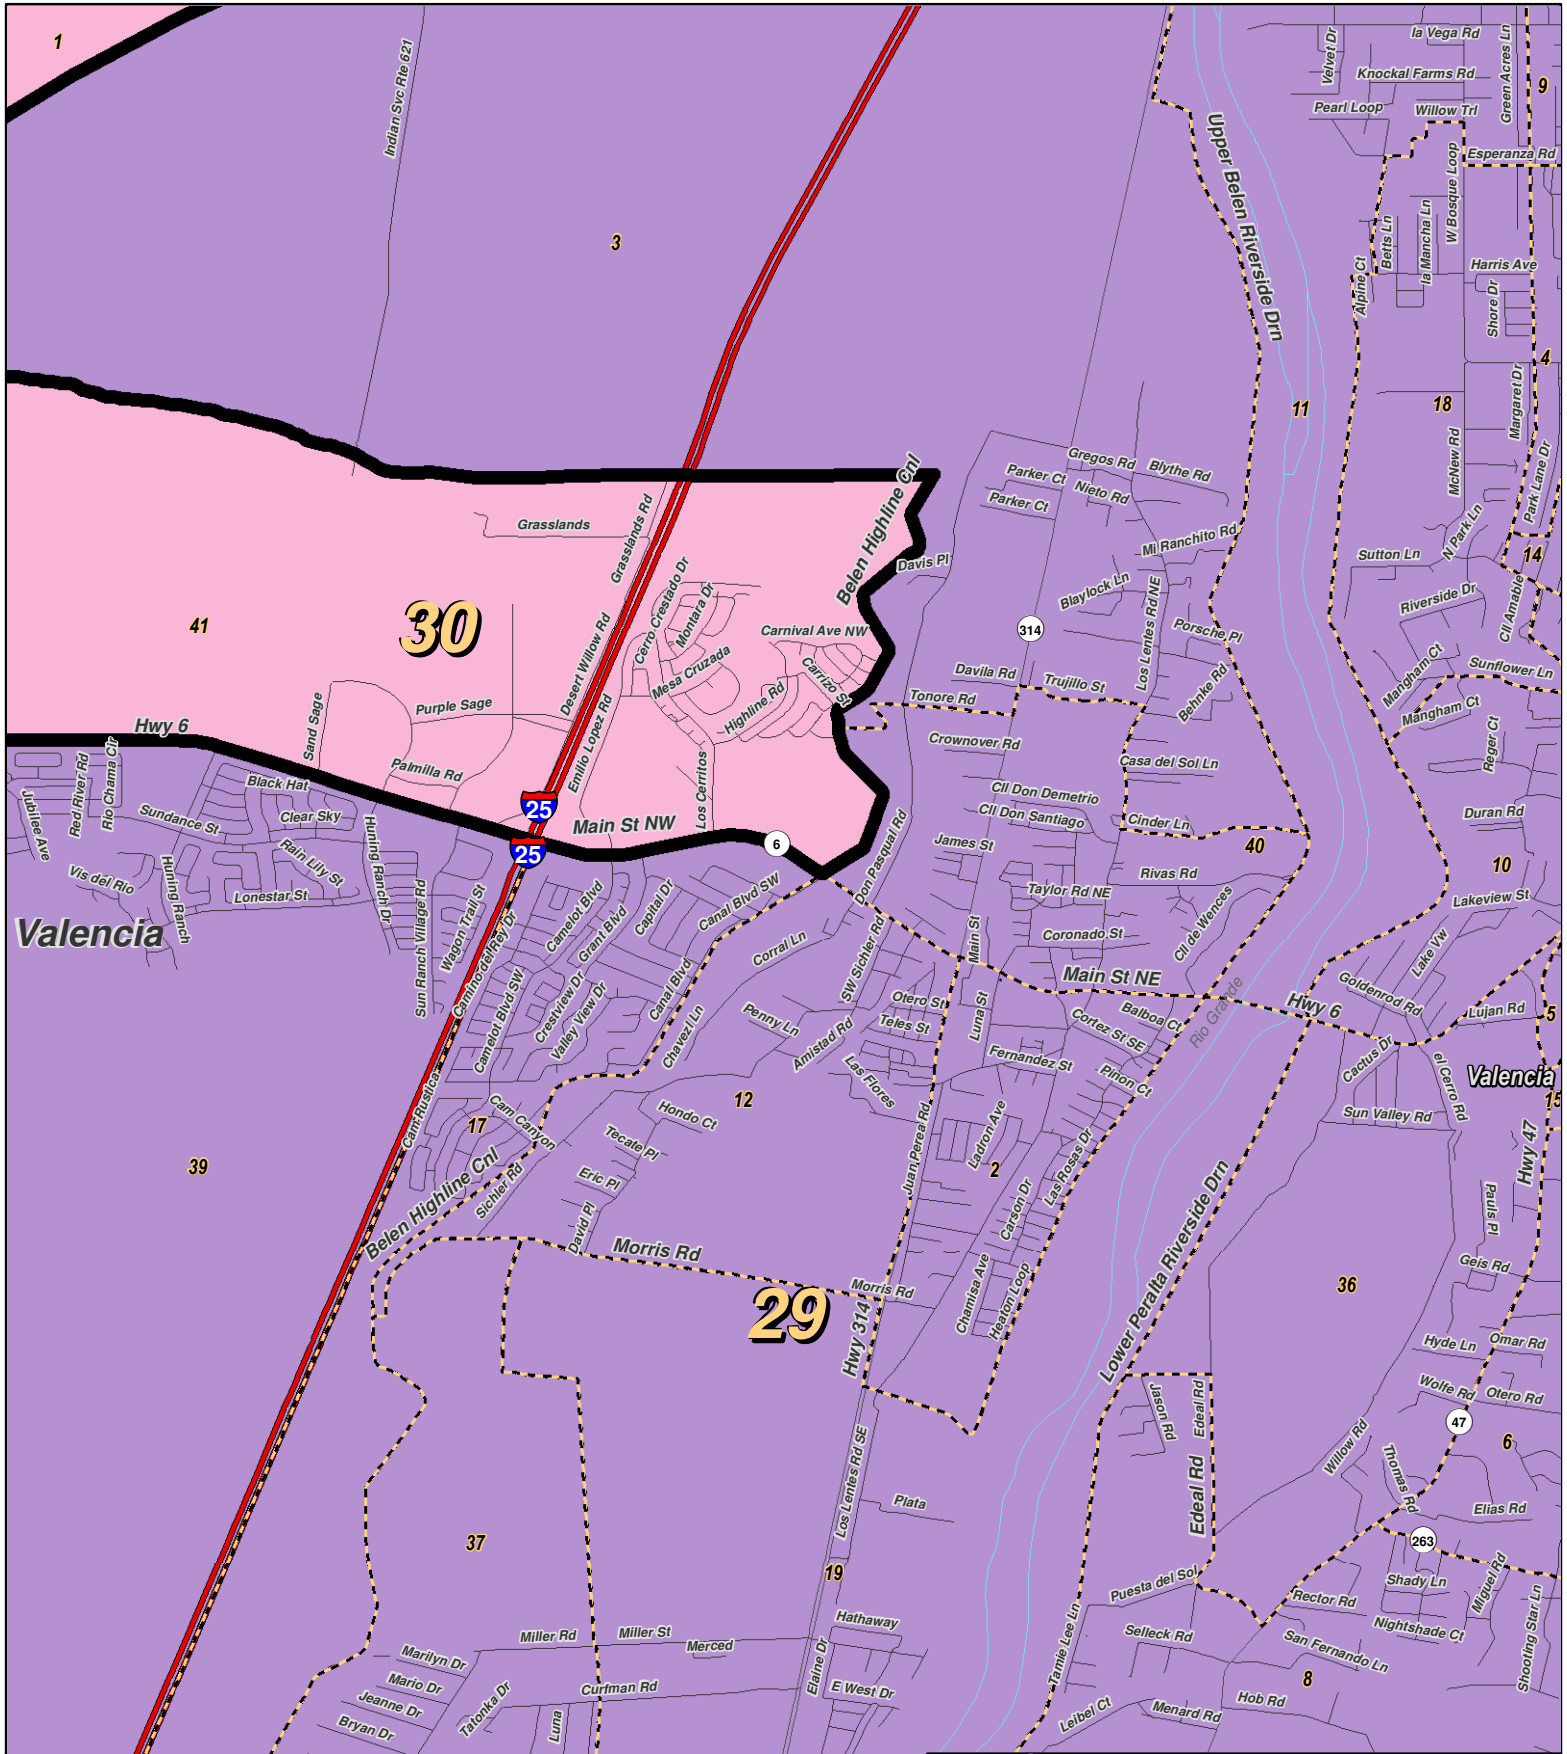 1
Indian Svc Rte 621
3
Upper Belen Riverside Drn
Velvet Dr
la Vega Rd
Green Acres Ln
Knockal Farms Rd
9
Pearl Loop
Willow Trl
W Bosque Loop
Esperanza Rd
Betts Ln
la Mancha Ln
Alpine Ct
Harris Ave
Shore Dr
4
11
18
Margaret Dr
McNew Rd
Park Lane Dr
Gregos Rd
Blythe Rd
Parker Ct
Nieto Rd
Parker Ct
Belen Highline Cnl
Grasslands
Grasslands Rd
Mi Ranchito Rd
N Park Ln
Sutton Ln
14
Davis Pl
Blaylock Ln
Los Lentes Rd NE
Riverside Dr
Cll Amable
41
30
Cerro Crestado Dr
Montara Dr
Carnival Ave NW
314
Porsche Pl
Desert Willow Rd
Mesa Cruzada
Carrizo St
Davila Rd
Trujillo St
Behnke Rd
Mangham Ct
Sunflower Ln
Tonore Rd
Mangham Ct
Purple Sage
Highline Rd
Sand Sage
Emilio Lopez Rd
Hwy 6
Crownover Rd
Reger Ct
Palmilla Rd
Los Cerritos
Casa del Sol Ln
Red River Rd
Rio Chama Cir
Black Hat
Cll Don Demetrio
Jubilee Ave
Sundance St
Clear Sky
25
Main St NW
Cll Don Santiago
Cinder Ln
Duran Rd
25
6
Don Pasqual Rd
James St
40
10
Huning Ranch
Rain Lily St
Huning Ranch Dr
Vis del Rio
Lonestar St
Rivas Rd
Taylor Rd NE
Lakeview St
Valencia
Sun Ranch Village Rd
Wagon Trail St
Camino del Rey Dr
Camelot Blvd
Grant Blvd
Capital Dr
Canal Blvd SW
Corral Ln
SW Sichler Rd
Main St
Coronado St
Cll de Wences
Lake Vw
Main St NE
Camelot Blvd SW
Crestview Dr
Valley View Dr
Canal Blvd
Chavezl Ln
Penny Ln
Amistad Rd
Otero St
Teles St
Luna St
Balboa Ct
Cortez St SE
Rio Grande
Hwy 6
Goldenrod Rd
Lujan Rd
5
Fernandez St
Las Flores
Piñon Ct
Cactus Dr
el Cerro Rd
Valencia
15
Cam Rustica
17
Cam Canyon
Hondo Ct
12
Tecate Pl
Sun Valley Rd
Hwy 47
39
Belen Highline Cnl
Sichler Rd
Eric Pl
David Pl
Juan Perea Rd
Ladron Ave
2
Las Rosas Dr
Carson Dr
Lower Peralta Riverside Drn
Pauls Pl
Morris Rd
Morris Rd
Geis Rd
36
29
Hwy 314
Chamisa Ave
Heaton Loop
Hyde Ln
Omar Rd
Wolfe Rd
Otero Rd
Jason Rd
Edeal Rd
47
6
Los Lentes Rd SE
Willow Rd
Thomas Rd
Edeal Rd
Plata
Elias Rd
37
263
19
Puesta del Sol
Shady Ln
Miguel Rd
Rector Rd
Tamie Lee Ln
Nightshade Ct
Shooting Star Ln
Hathaway
Miller Rd
Miller St
Merced
Selleck Rd
San Fernando Ln
Marilyn Dr
Mario Dr
Elaine Dr
8
Jeanne Dr
Tatonka Dr
Curfman Rd
E West Dr
Bryan Dr
Luna
Leibel Ct
Menard Rd
Hob Rd